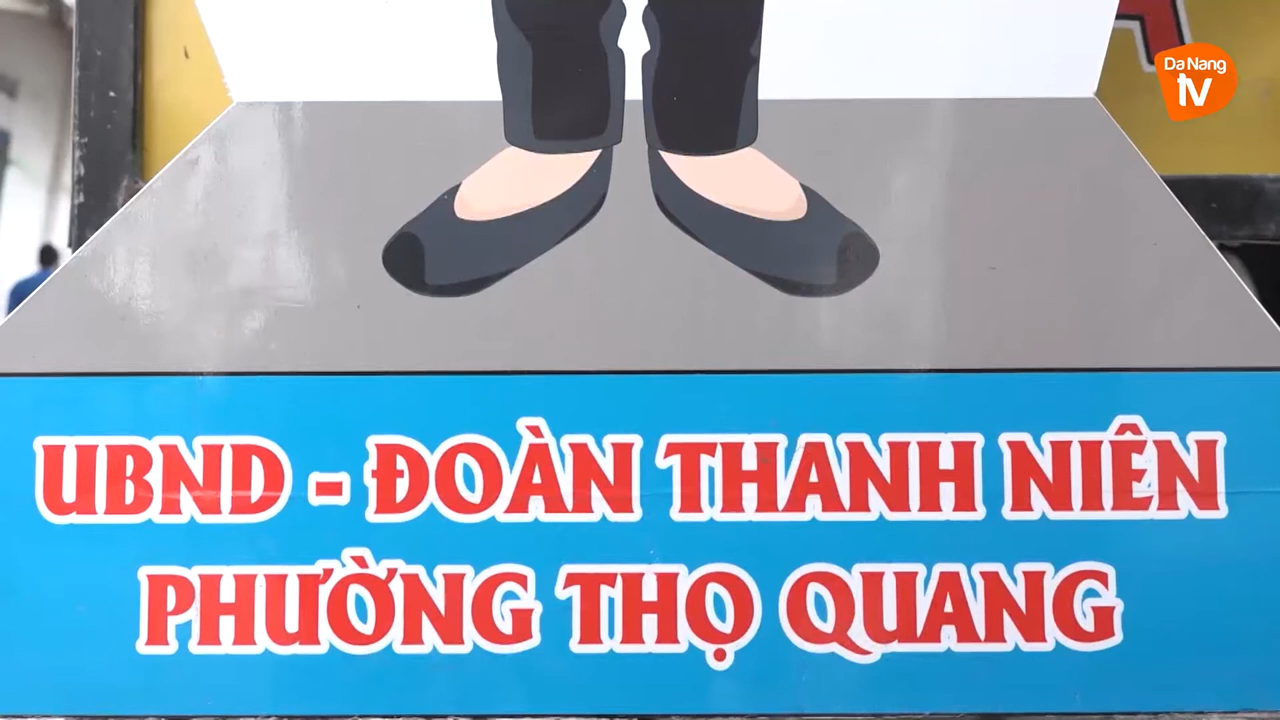 Da Nang
tv
UBND - ĐOÀN THANH NIÊN
PHƯỜNG THỌ QUANG